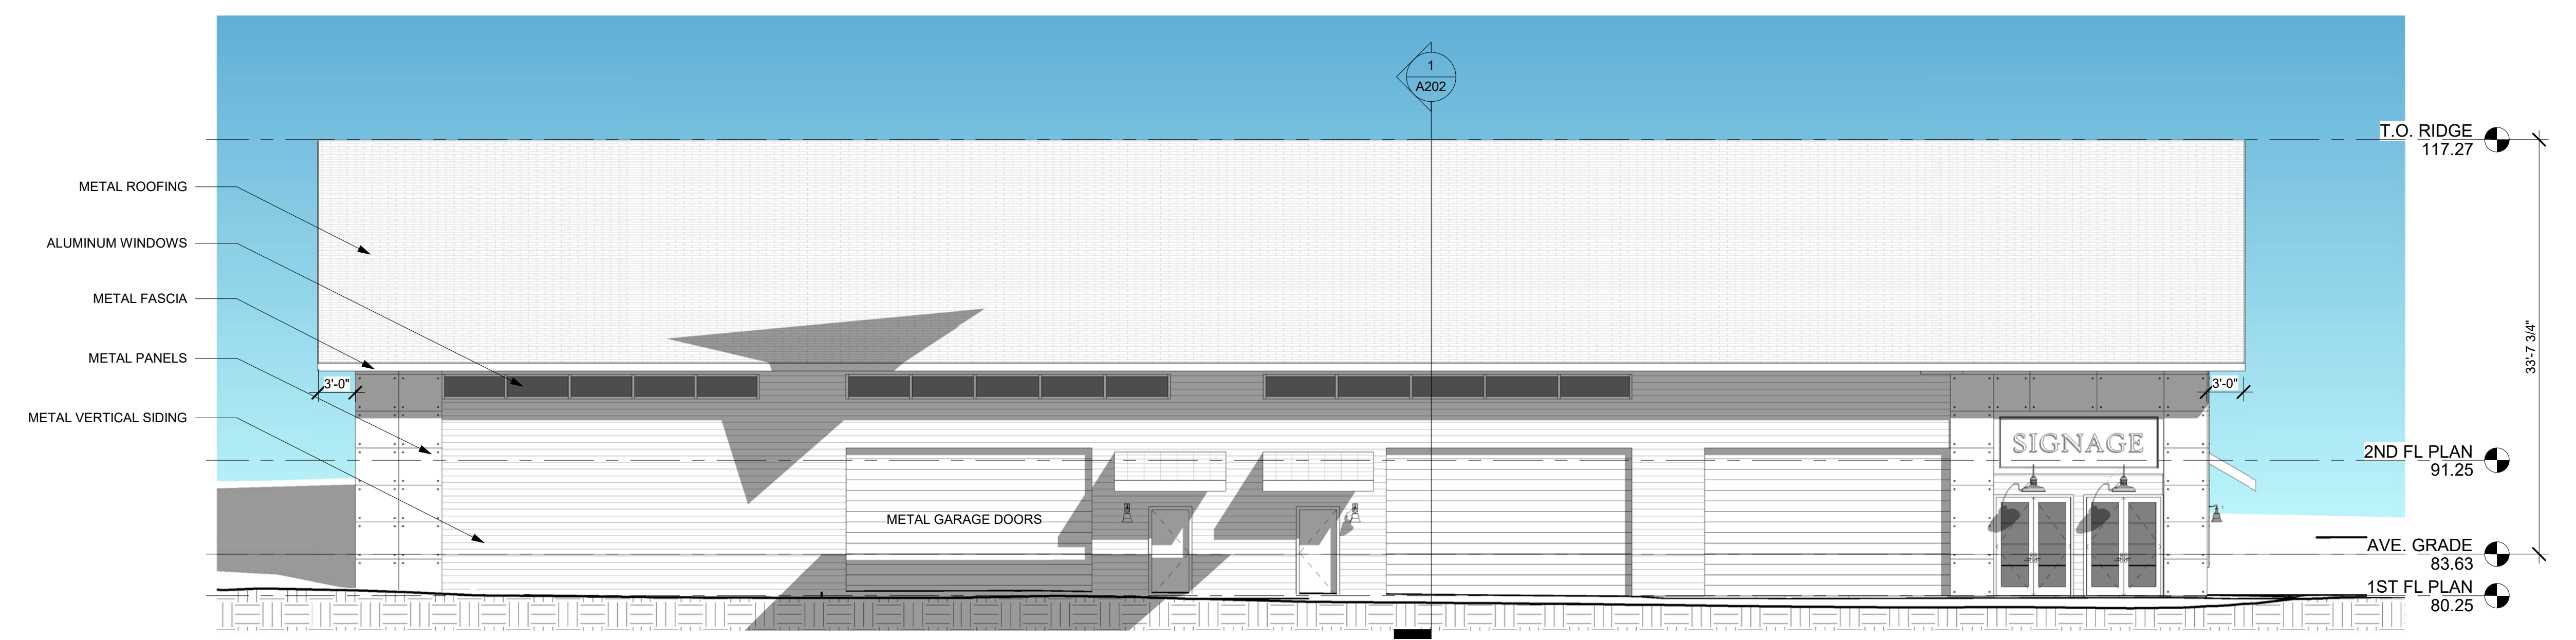 1
A202
T.O. RIDGE
117.27
METAL ROOFING
ALUMINUM WINDOWS
METAL FASCIA
METAL PANELS
METAL VERTICAL SIDING
3'-0"
3'-0"
33'-7 3/4"
SIGNAGE
2ND FL PLAN
91.25
METAL GARAGE DOORS
AVE. GRADE
83.63
1ST FL PLAN
80.25